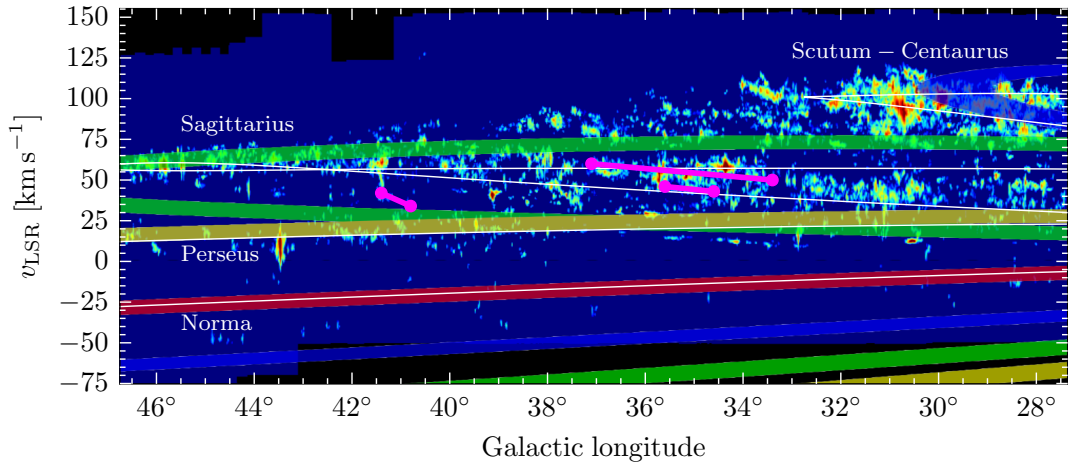 150
125
100
75
50
25
0
−25
−50
−75
v_LSR [km s⁻¹]
Scutum − Centaurus
Sagittarius
Perseus
Norma
46° 44° 42° 40° 38° 36° 34° 32° 30° 28°
Galactic longitude